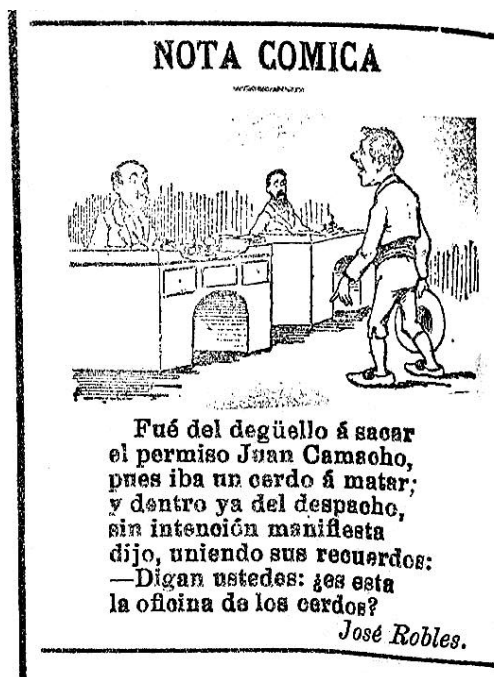 NOTA COMICA
Fué del degüello á sacar
el permiso Juan Camacho,
pues iba un cerdo á matar;
y dentro ya del despacho,
sin intención manifiesta
dijo, uniendo sus recuerdos:
—Digan ustedes: ¿es esta
la oficina de los cerdos?
José Robles.